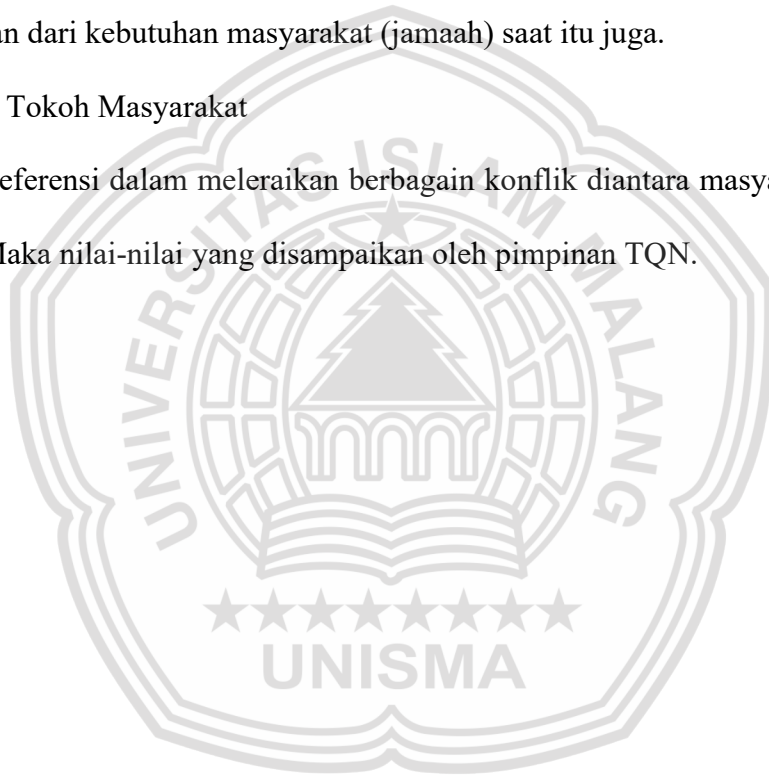 an dari kebutuhan masyarakat (jamaah) saat itu juga.
Tokoh Masyarakat
eferensi dalam meleraikan berbagain konflik diantara masya
Maka nilai-nilai yang disampaikan oleh pimpinan TQN.
UNIVERSITAS ISLAM MALANG
UNISMA